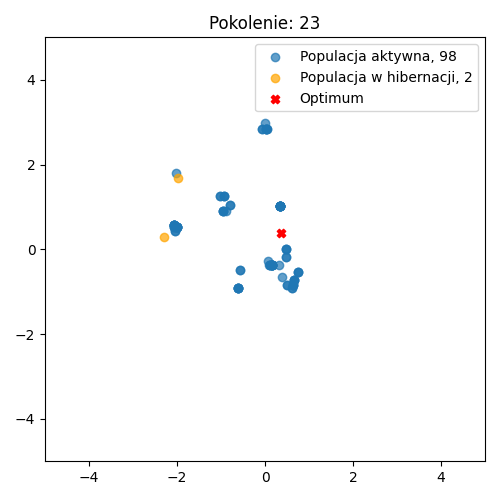 Pokolenie: 23
Populacja aktywna, 98
Populacja w hibernacji, 2
Optimum
4
2
0
−2
−4
−4 −2 0 2 4